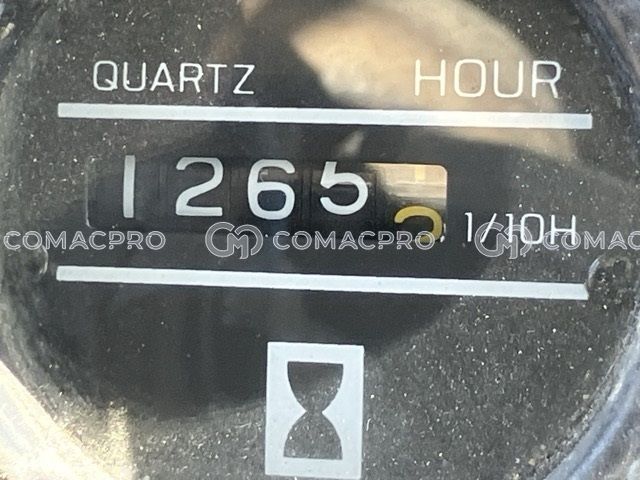 QUARTZ HOUR
1265 1/10H
COMACPRO COMACPRO COMAC